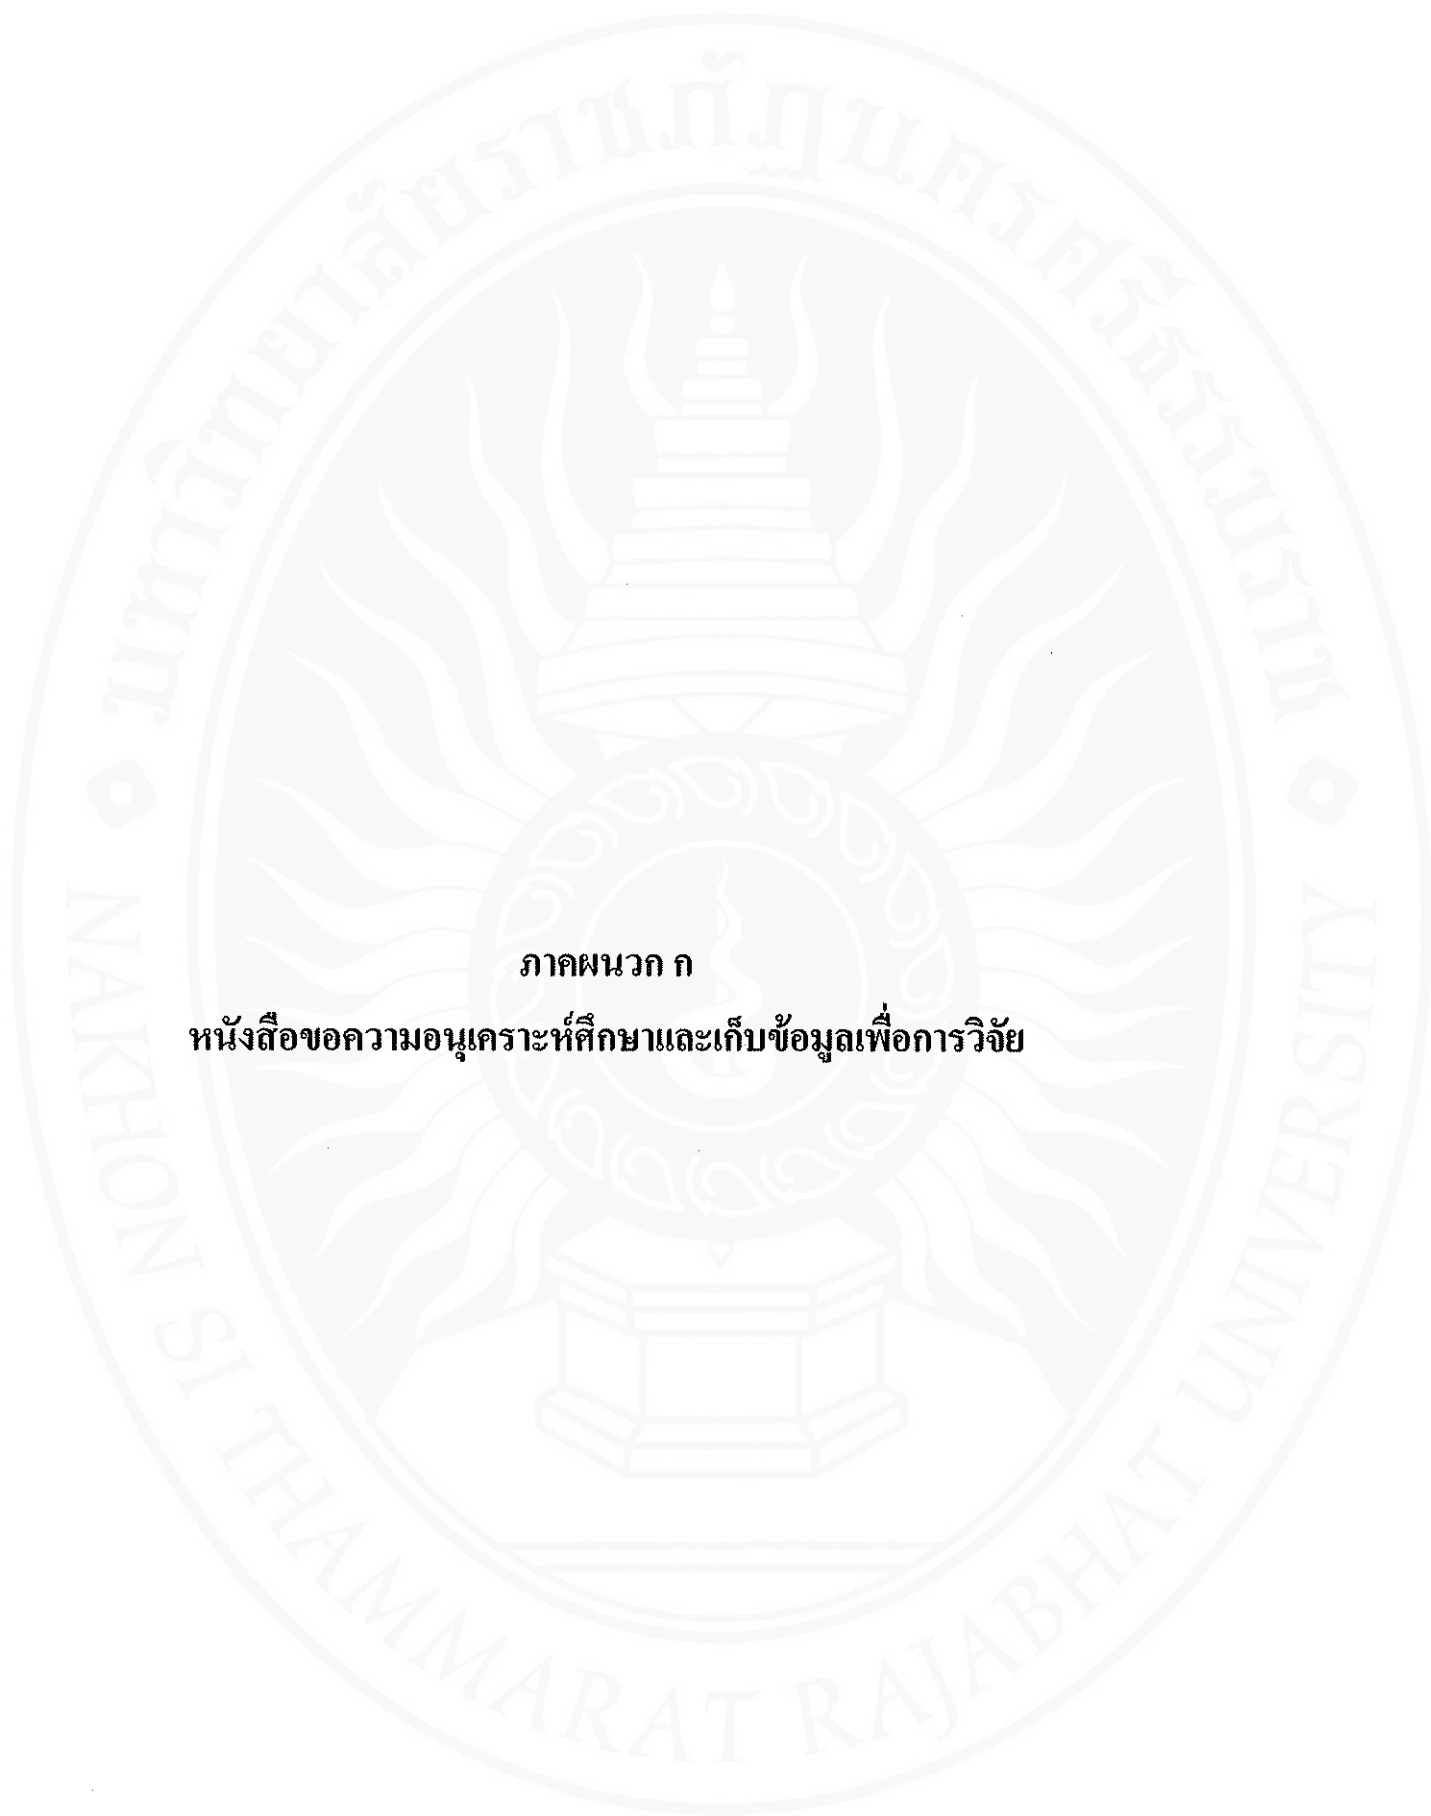 มหาวิทยาลัยราชภัฏนครศรีธรรมราช
ภาคผนวก ก
หนังสือขอความอนุเคราะห์ศึกษาและเก็บข้อมูลเพื่อการวิจัย
NAKHON SI THAMMARAT RAJABHAT UNIVERSITY